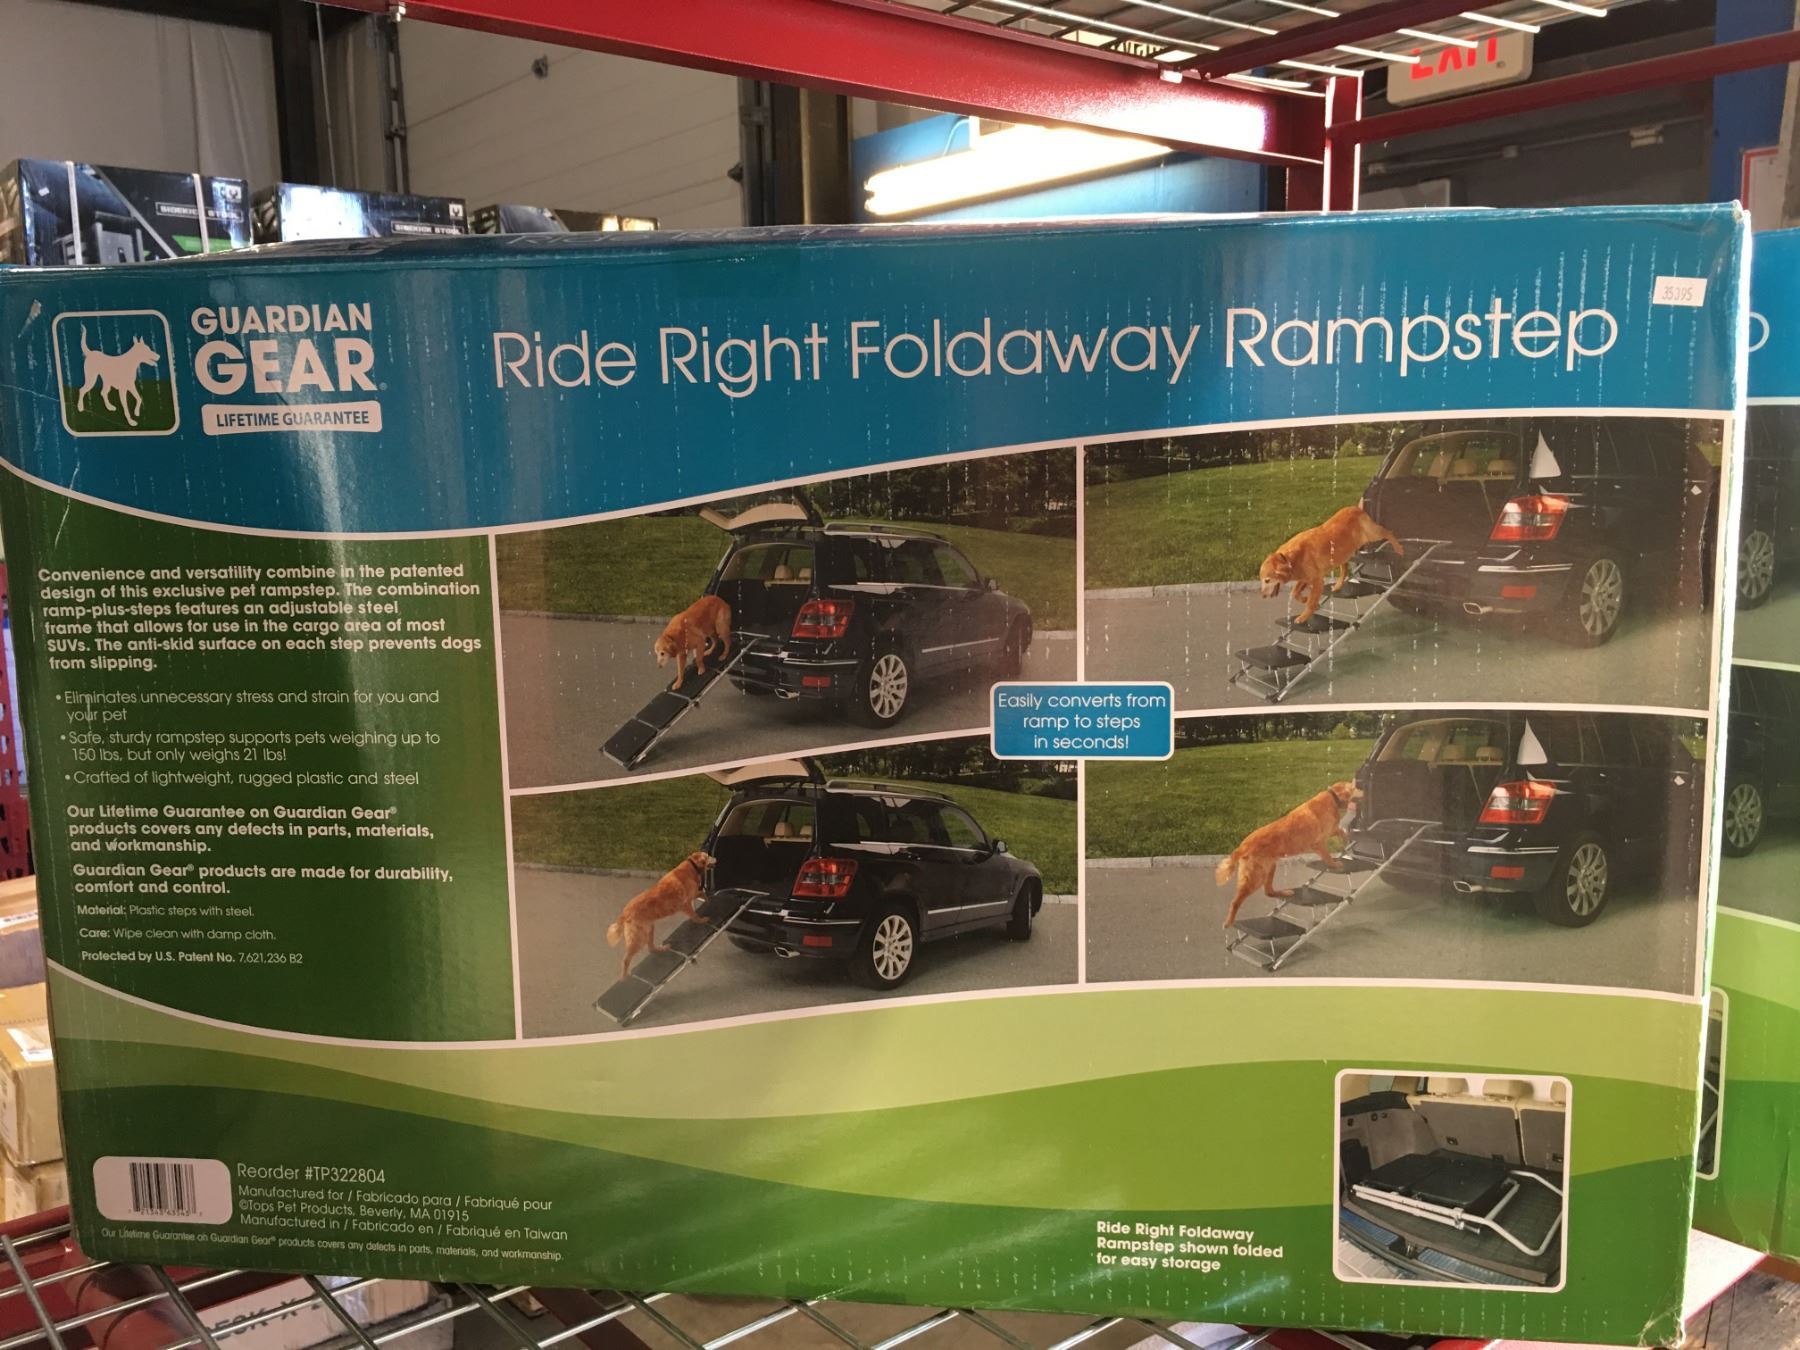 EXIT
SIDEKICK STOOL
SIDEKICK STOOL
35395
GUARDIAN
GEAR®
LIFETIME GUARANTEE
Ride Right Foldaway Rampstep
Convenience and versatility combine in the patented
design of this exclusive pet rampstep. The combination
ramp-plus-steps features an adjustable steel
frame that allows for use in the cargo area of most
SUVs. The anti-skid surface on each step prevents dogs
from slipping.
• Eliminates unnecessary stress and strain for you and
your pet
• Safe, sturdy rampstep supports pets weighing up to
150 lbs, but only weighs 21 lbs!
• Crafted of lightweight, rugged plastic and steel
Our Lifetime Guarantee on Guardian Gear®
products covers any defects in parts, materials,
and workmanship.
Guardian Gear® products are made for durability,
comfort and control.
Material: Plastic steps with steel.
Care: Wipe clean with damp cloth.
Protected by U.S. Patent No. 7,621,236 B2
Easily converts from
ramp to steps
in seconds!
Reorder #TP322804
Manufactured for / Fabricado para / Fabriqué pour
©Tops Pet Products, Beverly, MA 01915
Manufactured in / Fabricado en / Fabriqué en Taiwan
Our Lifetime Guarantee on Guardian Gear® products covers any defects in parts, materials, and workmanship.
Ride Right Foldaway
Rampstep shown folded
for easy storage